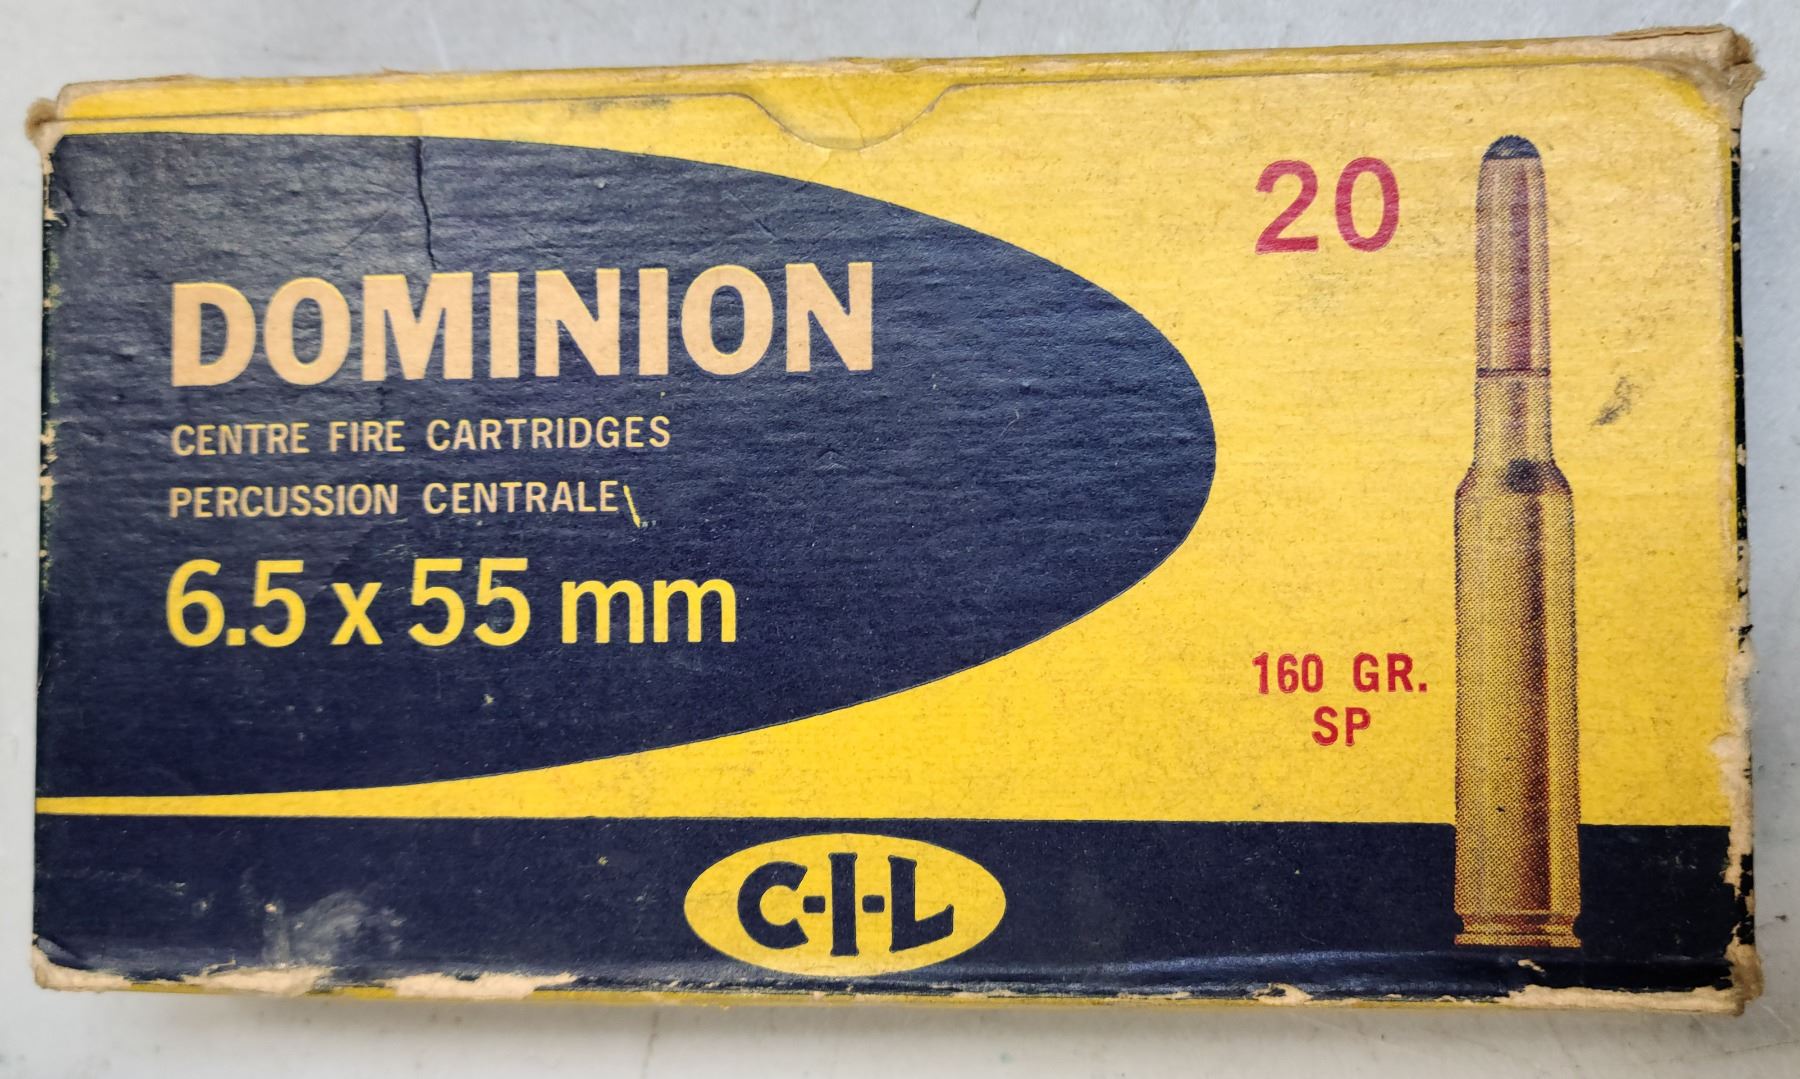 DOMINION
CENTRE FIRE CARTRIDGES
PERCUSSION CENTRALE
6.5 x 55 mm
20
160 GR.
SP
C-I-L